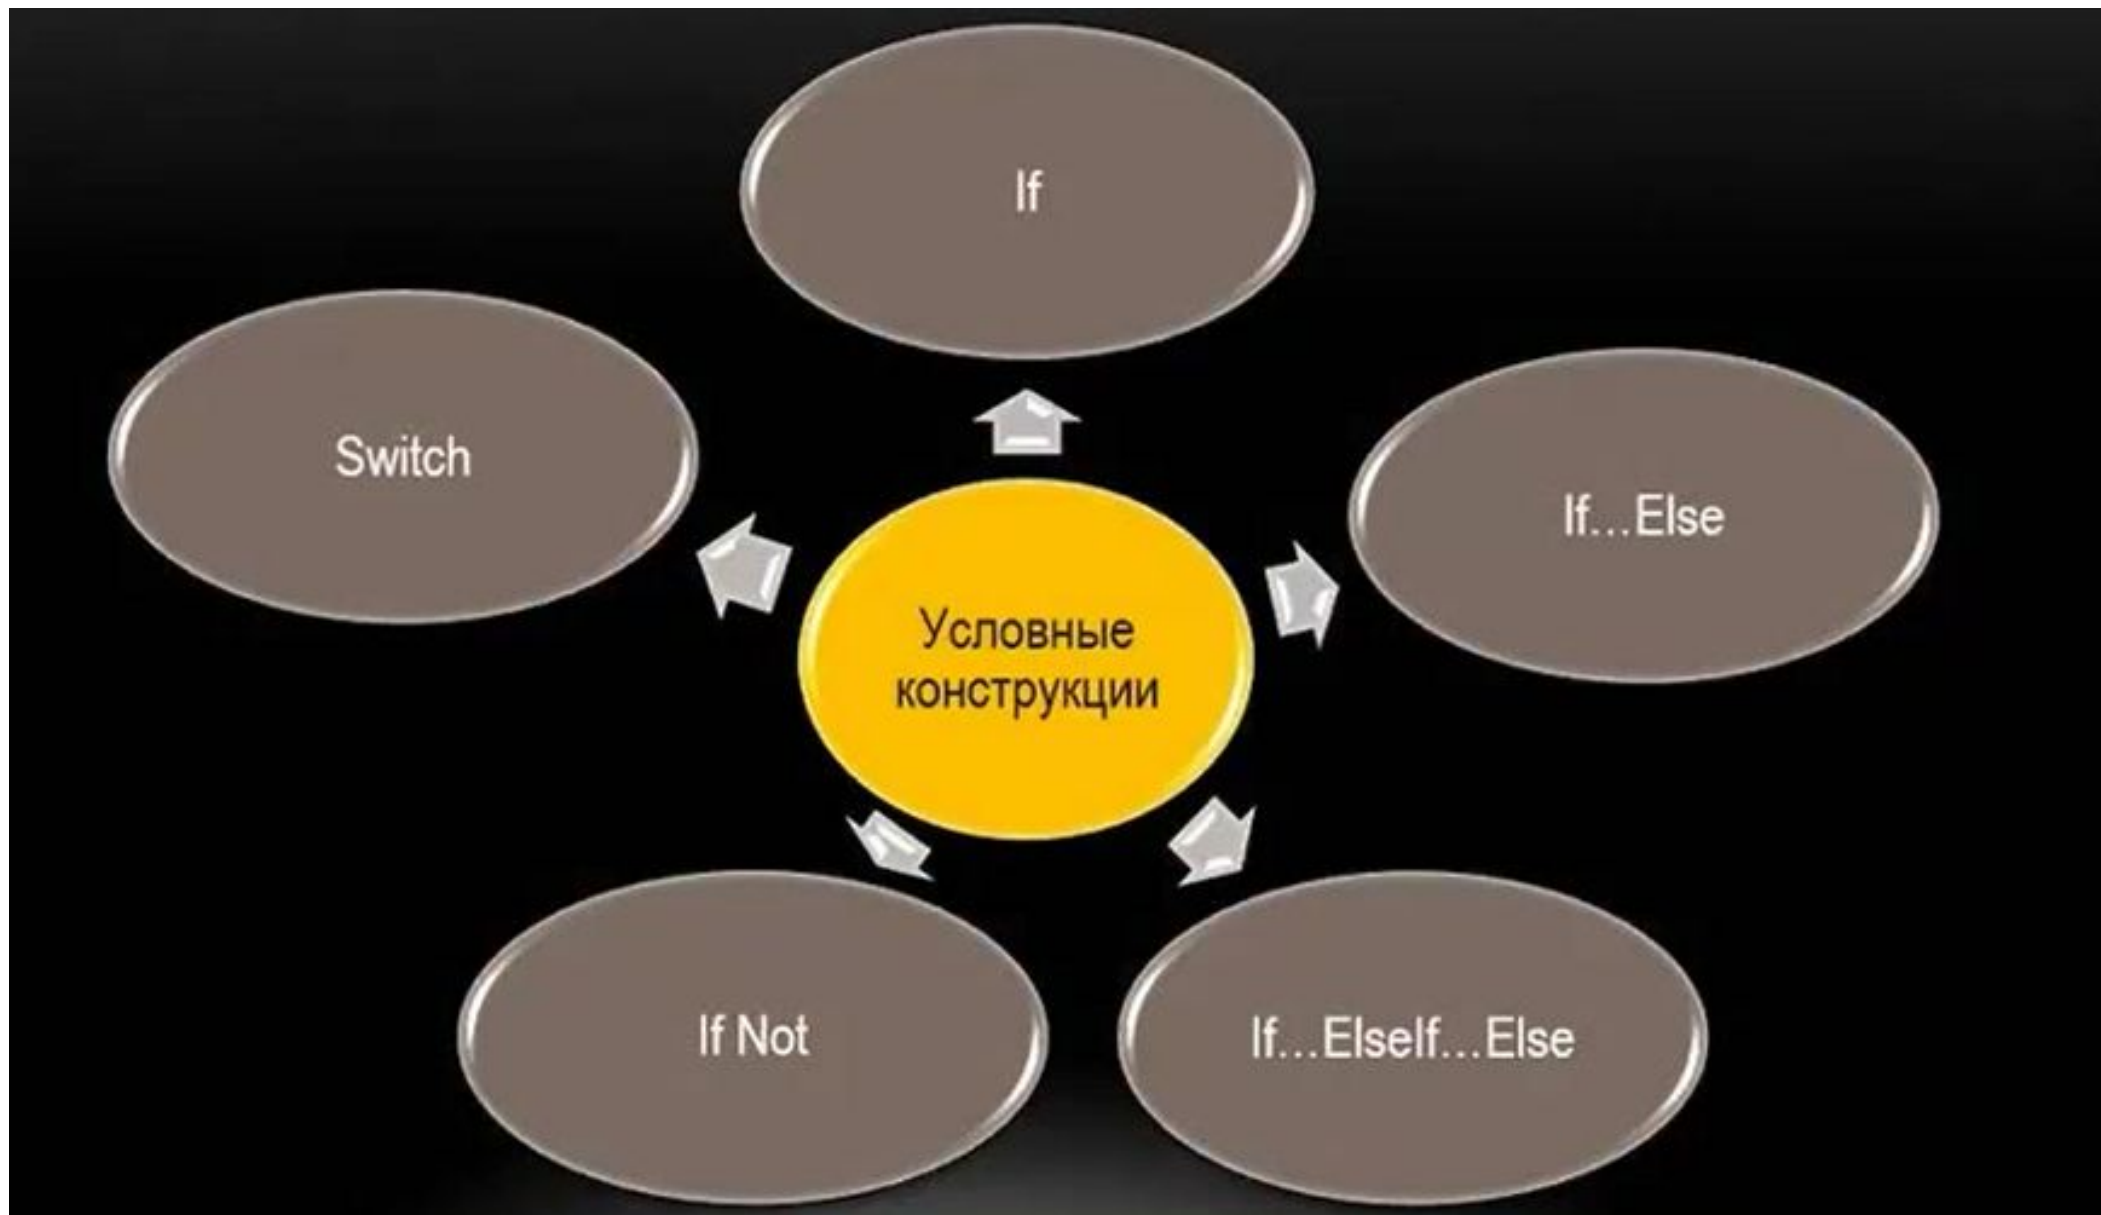 If
Switch
If...Else
Условные
конструкции
If Not
If...ElseIf...Else